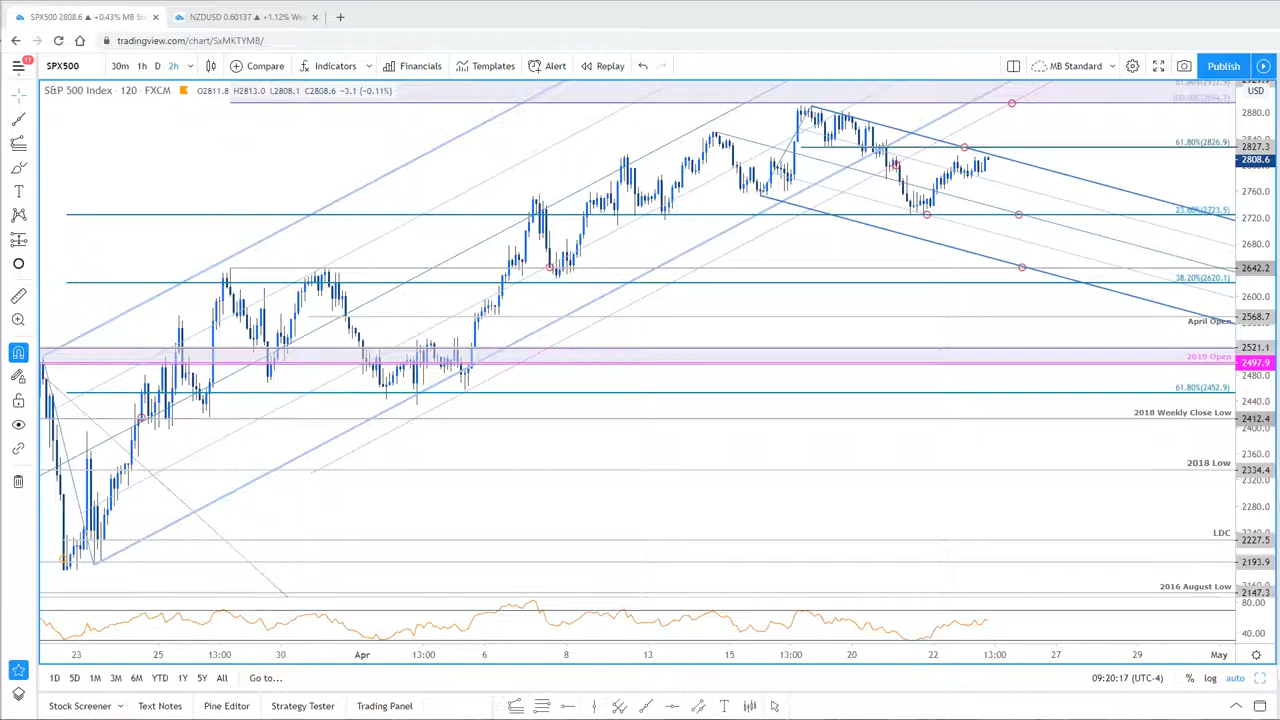 SPX500 2808.6 ▲ +0.43% MB St
NZDUSD 0.60137 ▲ +1.12% We
tradingview.com/chart/SxMKTYMB/
11
SPX500
30m 1h D 2h
Compare
Indicators
Financials
Templates
Alert
Replay
MB Standard
Publish
S&P 500 Index · 120 · FXCM
O2811.8 H2813.0 L2808.1 C2808.6 −3.1 (−0.11%)
USD
2880.0
61.80%(2826.9)
2827.3
2808.6
2760.0
23.60%(2723.5)
2720.0
2680.0
2642.2
38.20%(2620.1)
2600.0
2568.7
April Open
2521.1
2019 Open
2497.9
2480.0
61.80%(2452.9)
2440.0
2018 Weekly Close Low
2412.4
2400.0
2360.0
2018 Low
2334.4
2320.0
2280.0
LDC
2227.5
2193.9
2016 August Low
2147.3
80.00
40.00
23 25 13:00 30 Apr 13:00 6 8 13 15 13:00 20 22 13:00 27 29 May
1D 5D 1M 3M 6M YTD 1Y 5Y All Go to...
09:20:17 (UTC-4) % log auto
Stock Screener Text Notes Pine Editor Strategy Tester Trading Panel